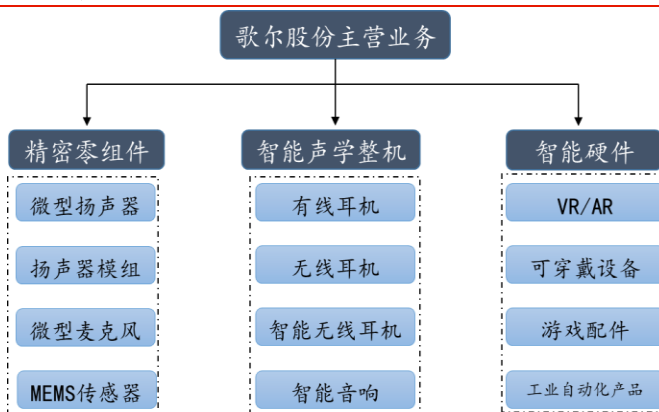 歌尔股份主营业务
精密零组件
智能声学整机
智能硬件
微型扬声器
有线耳机
VR/AR
扬声器模组
无线耳机
可穿戴设备
微型麦克风
智能无线耳机
游戏配件
MEMS传感器
智能音响
工业自动化产品